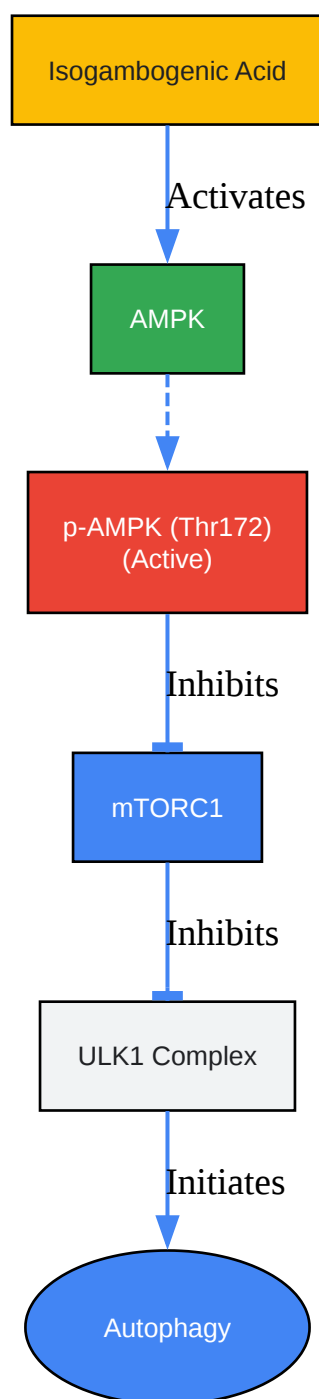 Isogambogenic Acid
Activates
AMPK
p-AMPK (Thr172)
(Active)
Inhibits
mTORC1
Inhibits
ULK1 Complex
Initiates
Autophagy